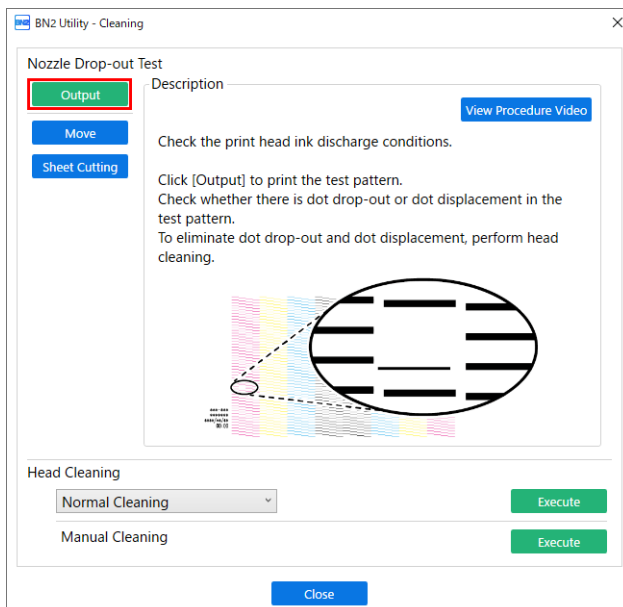 BN2 Utility - Cleaning
Nozzle Drop-out Test
Output
Description
View Procedure Video
Move
Check the print head ink discharge conditions.
Sheet Cutting
Click [Output] to print the test pattern.
Check whether there is dot drop-out or dot displacement in the
test pattern.
To eliminate dot drop-out and dot displacement, perform head
cleaning.
Head Cleaning
Normal Cleaning
Execute
Manual Cleaning
Execute
Close